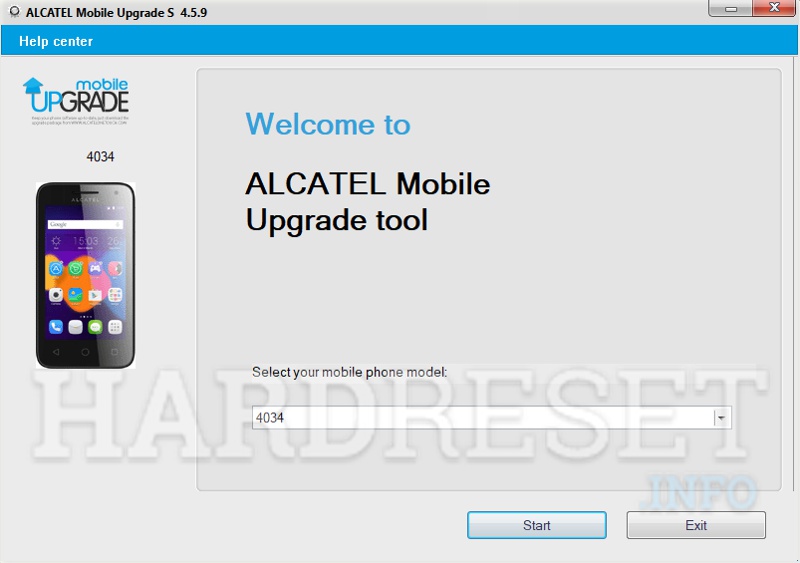 ALCATEL Mobile Upgrade S 4.5.9
Help center
mobile
UPGRADE
4034
ALCATEL
Google
15:03
26°
Welcome to
ALCATEL Mobile
Upgrade tool
Select your mobile phone model:
4034
HARDRESET
.INFO
Start
Exit